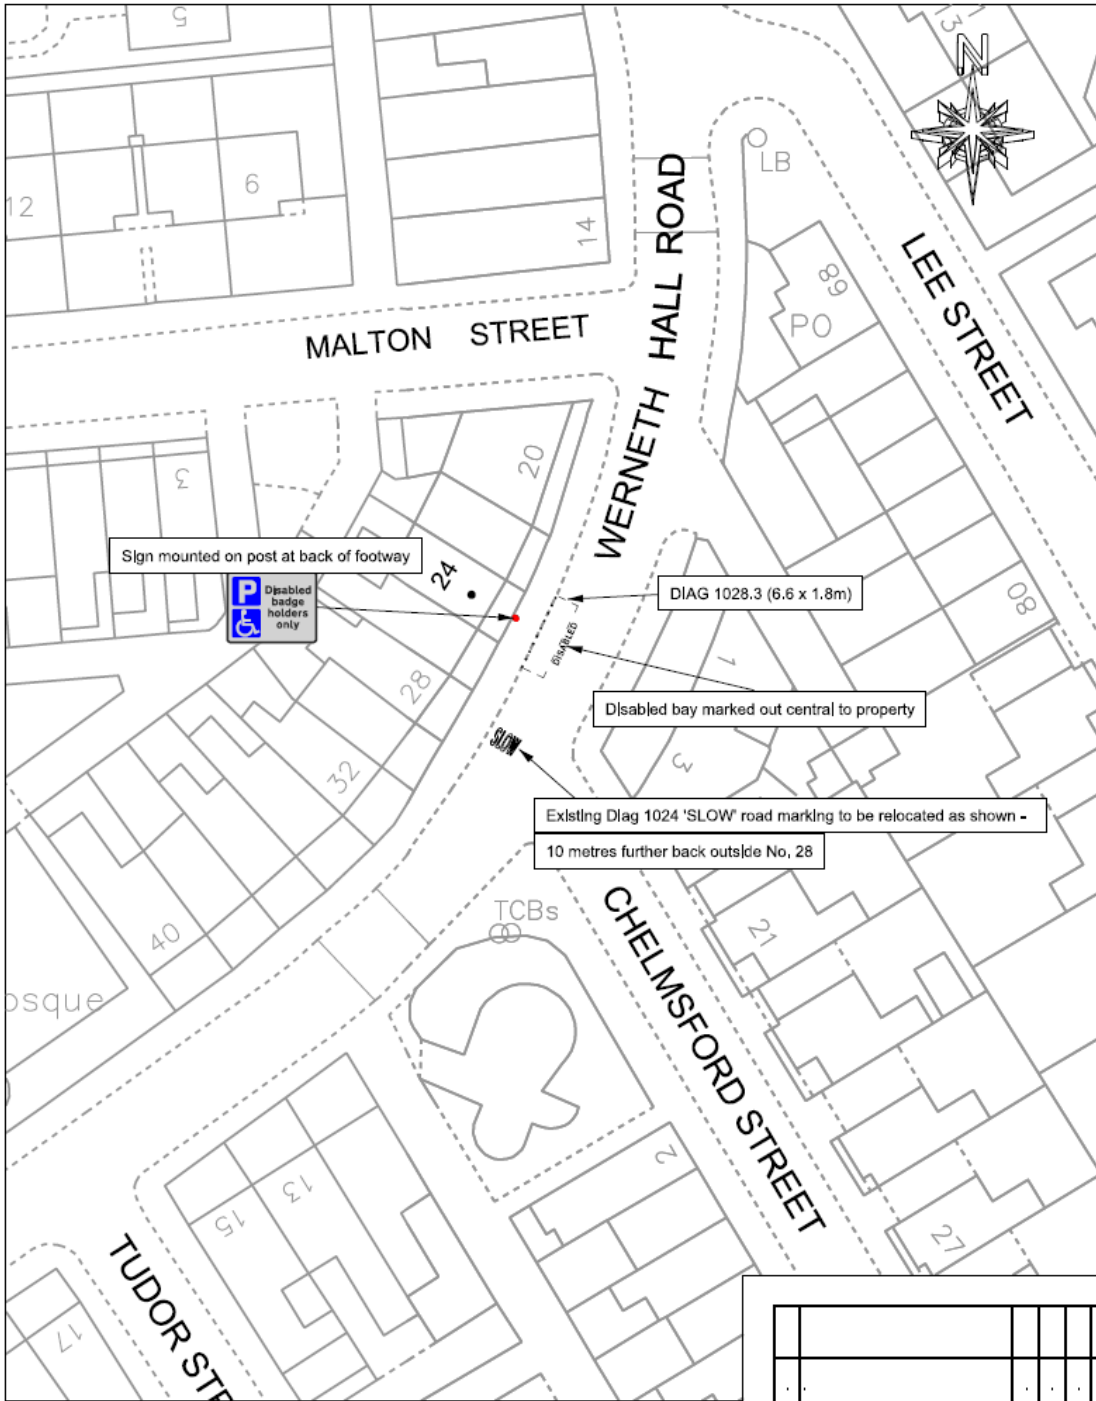 5
13
N
LB
12
6
14
WERNETH HALL ROAD
LEE STREET
89
PO
MALTON STREET
3
20
Sign mounted on post at back of footway
P Disabled
badge
holders
only
24
DIAG 1028.3 (6.6 x 1.8m)
DISABLED
80
1
28
Disabled bay marked out central to property
SLOW
32
3
Existing Diag 1024 'SLOW' road marking to be relocated as shown -
10 metres further back outside No, 28
TCBs
CHELMSFORD STREET
21
40
osque
13
15
2
27
TUDOR STR
17